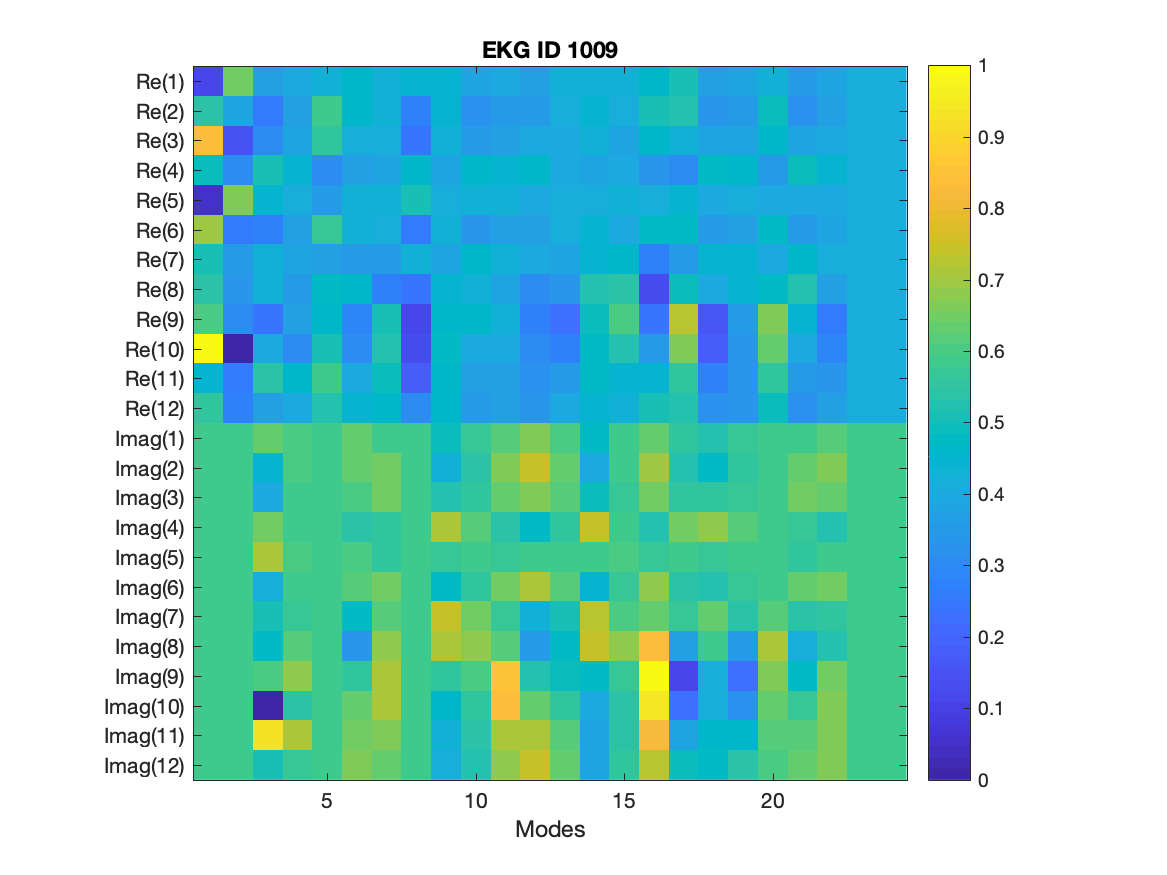 EKG ID 1009
Re(1)
Re(2)
Re(3)
Re(4)
Re(5)
Re(6)
Re(7)
Re(8)
Re(9)
Re(10)
Re(11)
Re(12)
Imag(1)
Imag(2)
Imag(3)
Imag(4)
Imag(5)
Imag(6)
Imag(7)
Imag(8)
Imag(9)
Imag(10)
Imag(11)
Imag(12)
5 10 15 20
Modes
1
0.9
0.8
0.7
0.6
0.5
0.4
0.3
0.2
0.1
0